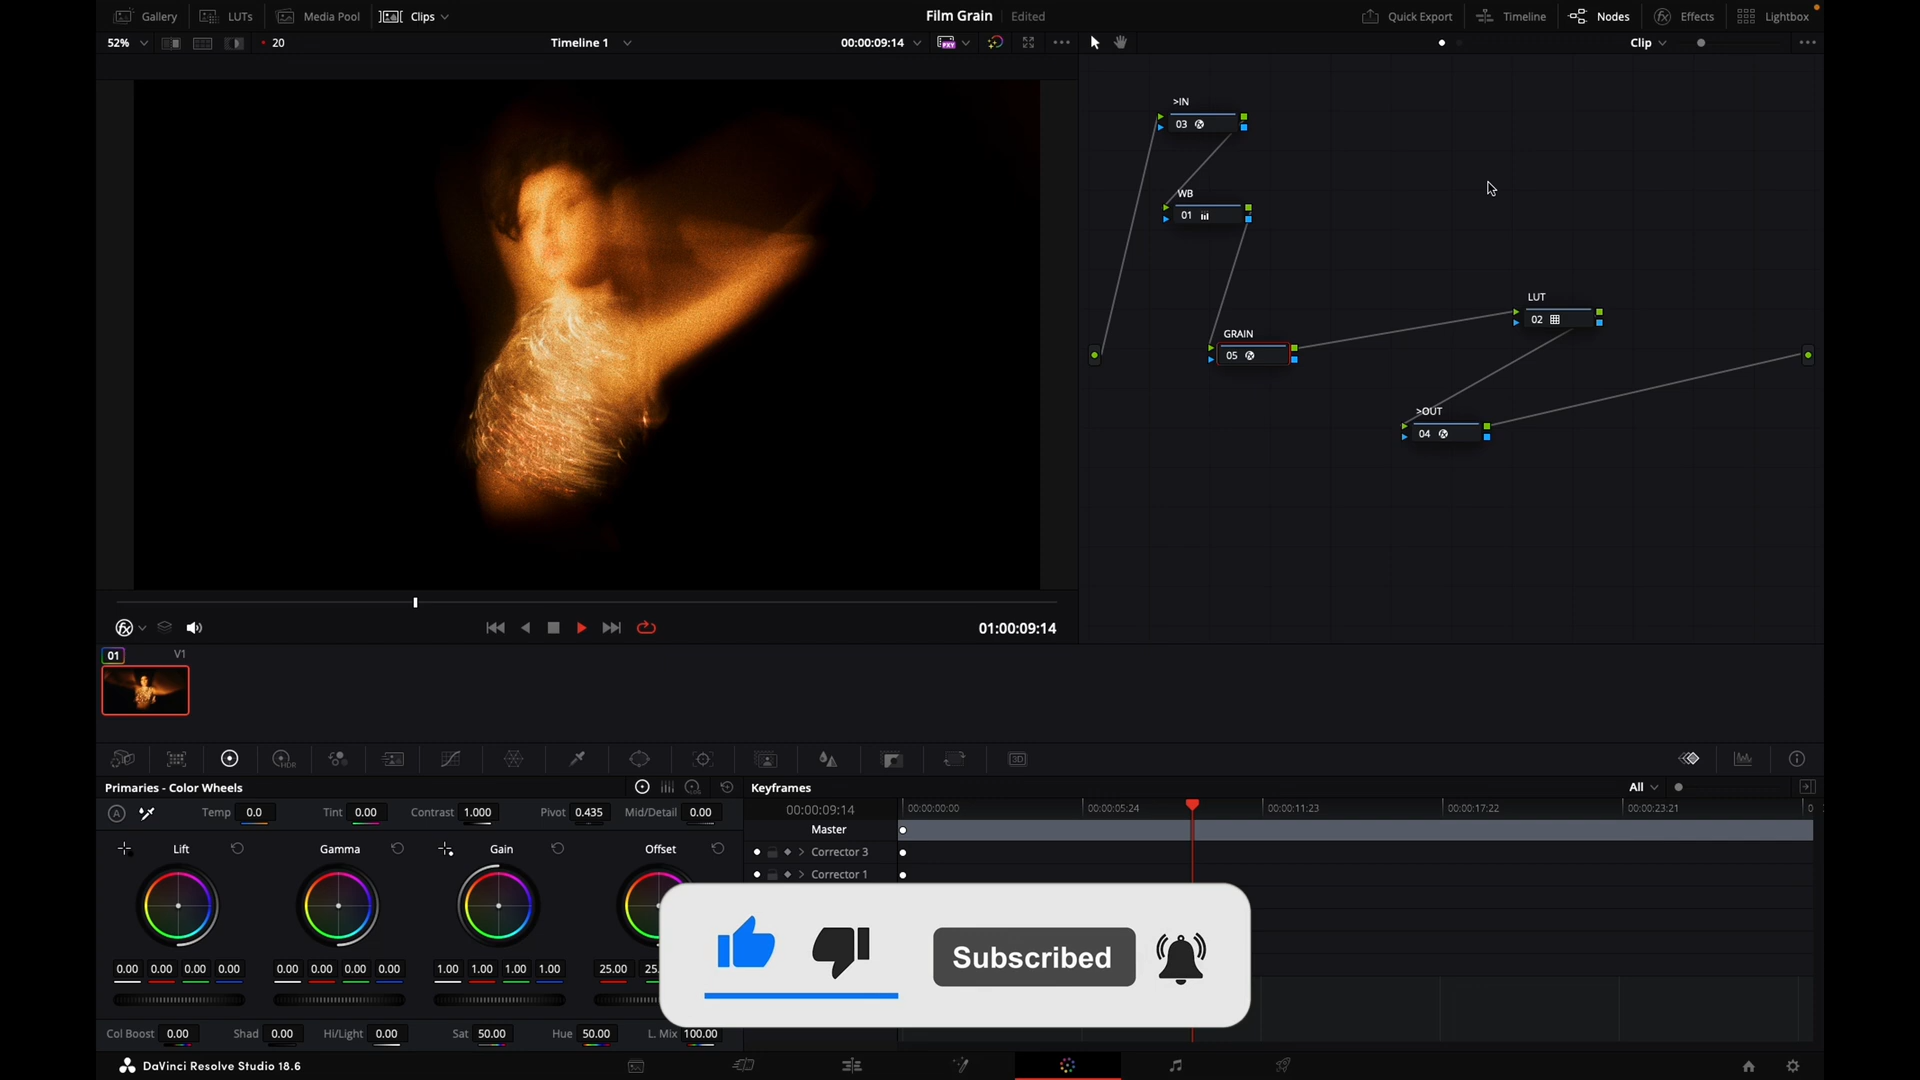 Gallery LUTs Media Pool Clips Film Grain Edited Quick Export Timeline Nodes Effects Lightbox
52% 20 Timeline 1 00:00:09:14 PXY Clip
>IN
03
WB
01
LUT
02
GRAIN
05
>OUT
04
fx 01:00:09:14
01 V1
HDR 3D
Primaries - Color Wheels
Keyframes All
A Temp 0.0 Tint 0.00 Contrast 1.000 Pivot 0.435 Mid/Detail 0.00
00:00:09:14 00:00:00:00 00:00:05:24 00:00:11:23 00:00:17:22 00:00:23:21 0
Master
Lift Gamma Gain Offset
Corrector 3
Corrector 1
Subscribed
0.00 0.00 0.00 0.00 0.00 0.00 0.00 0.00 1.00 1.00 1.00 1.00 25.00 25.
Col Boost 0.00 Shad 0.00 Hi/Light 0.00 Sat 50.00 Hue 50.00 L. Mix 100.00
DaVinci Resolve Studio 18.6